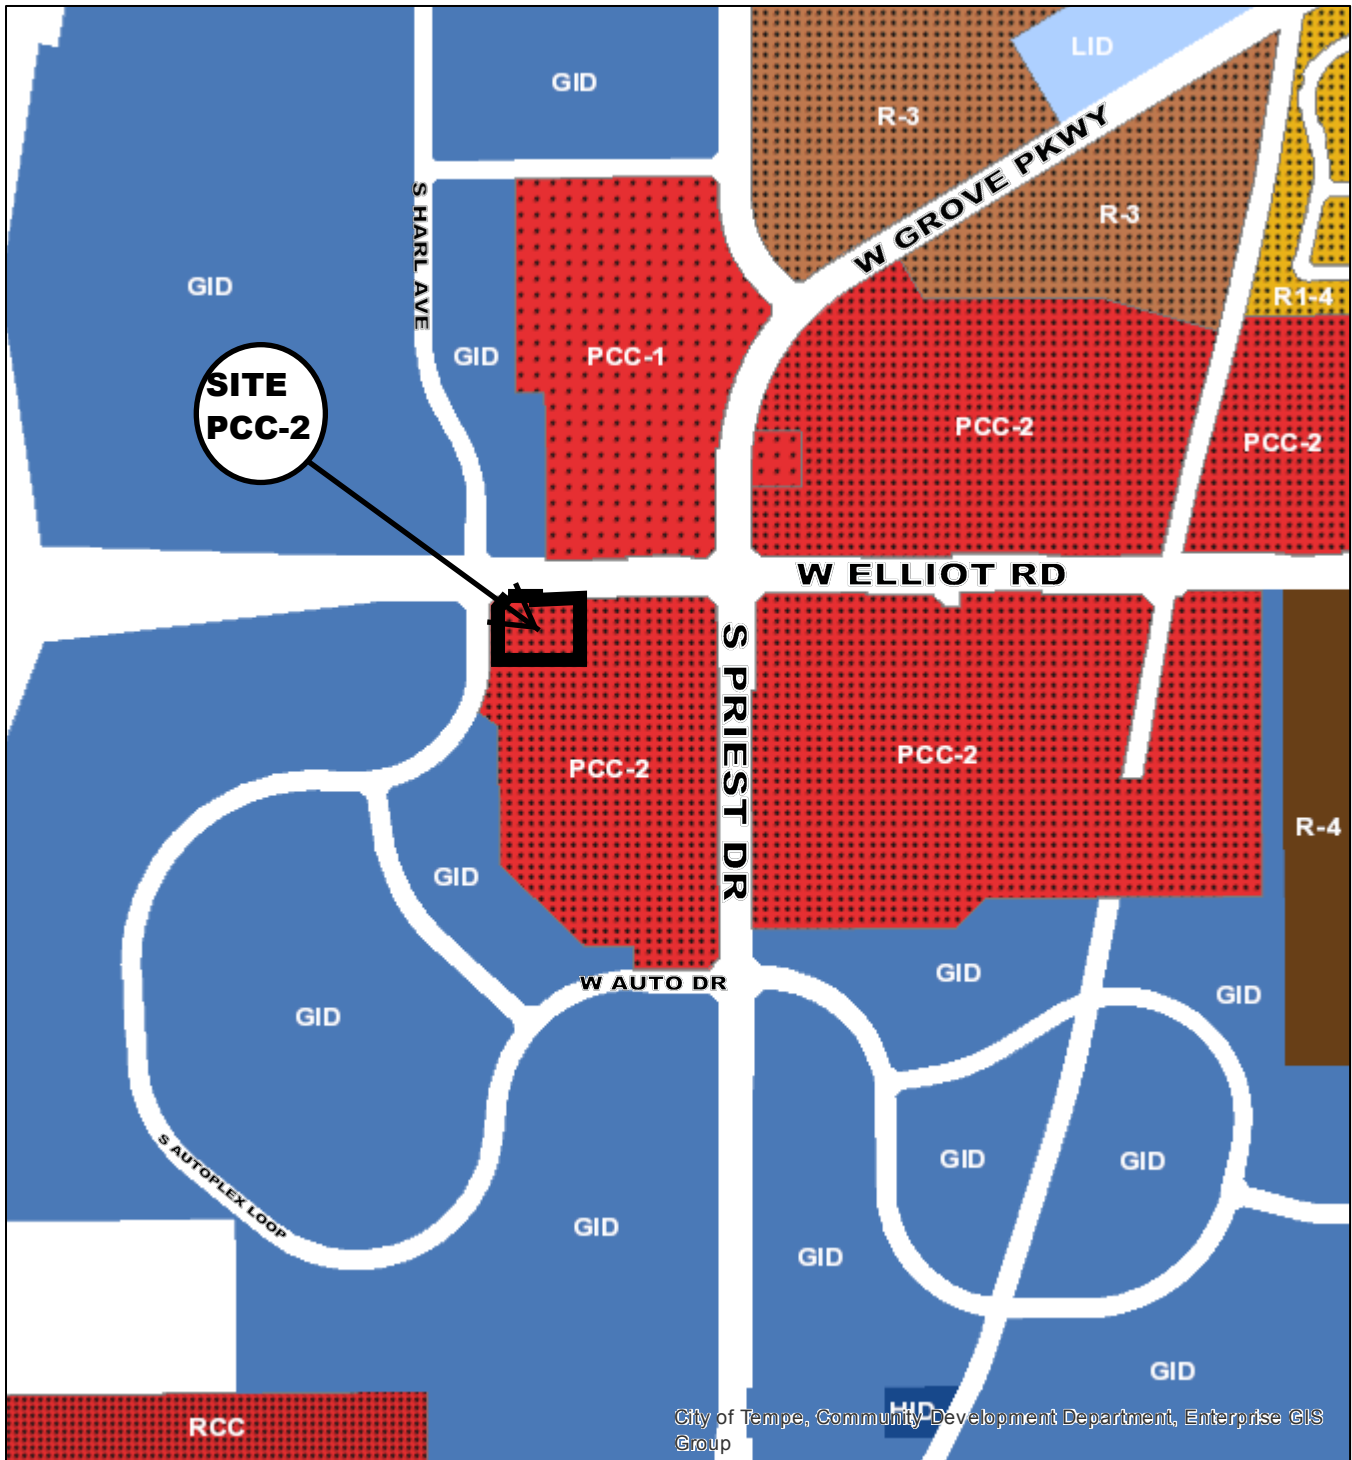 LID
GID
R-3
W GROVE PKWY
R-3
S HARL AVE
GID
R1-4
GID
PCC-1
SITE
PCC-2
PCC-2
PCC-2
W ELLIOT RD
S PRIEST DR
PCC-2
PCC-2
R-4
GID
GID
W AUTO DR
GID
GID
GID
GID
S AUTOPLEX LOOP
GID
GID
GID
HID
City of Tempe, Community Development Department, Enterprise GIS
Group
RCC